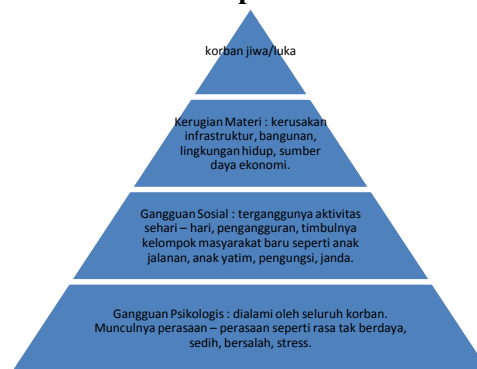 korban jiwa/luka
Kerugian Materi : kerusakan
infrastruktur, bangunan,
lingkungan hidup, sumber
daya ekonomi.
Gangguan Sosial : terganggunya aktivitas
sehari – hari, pengangguran, timbulnya
kelompok masyarakat baru seperti anak
jalanan, anak yatim, pengungsi, janda.
Gangguan Psikologis : dialami oleh seluruh korban.
Munculnya perasaan – perasaan seperti rasa tak berdaya,
sedih, bersalah, stress.